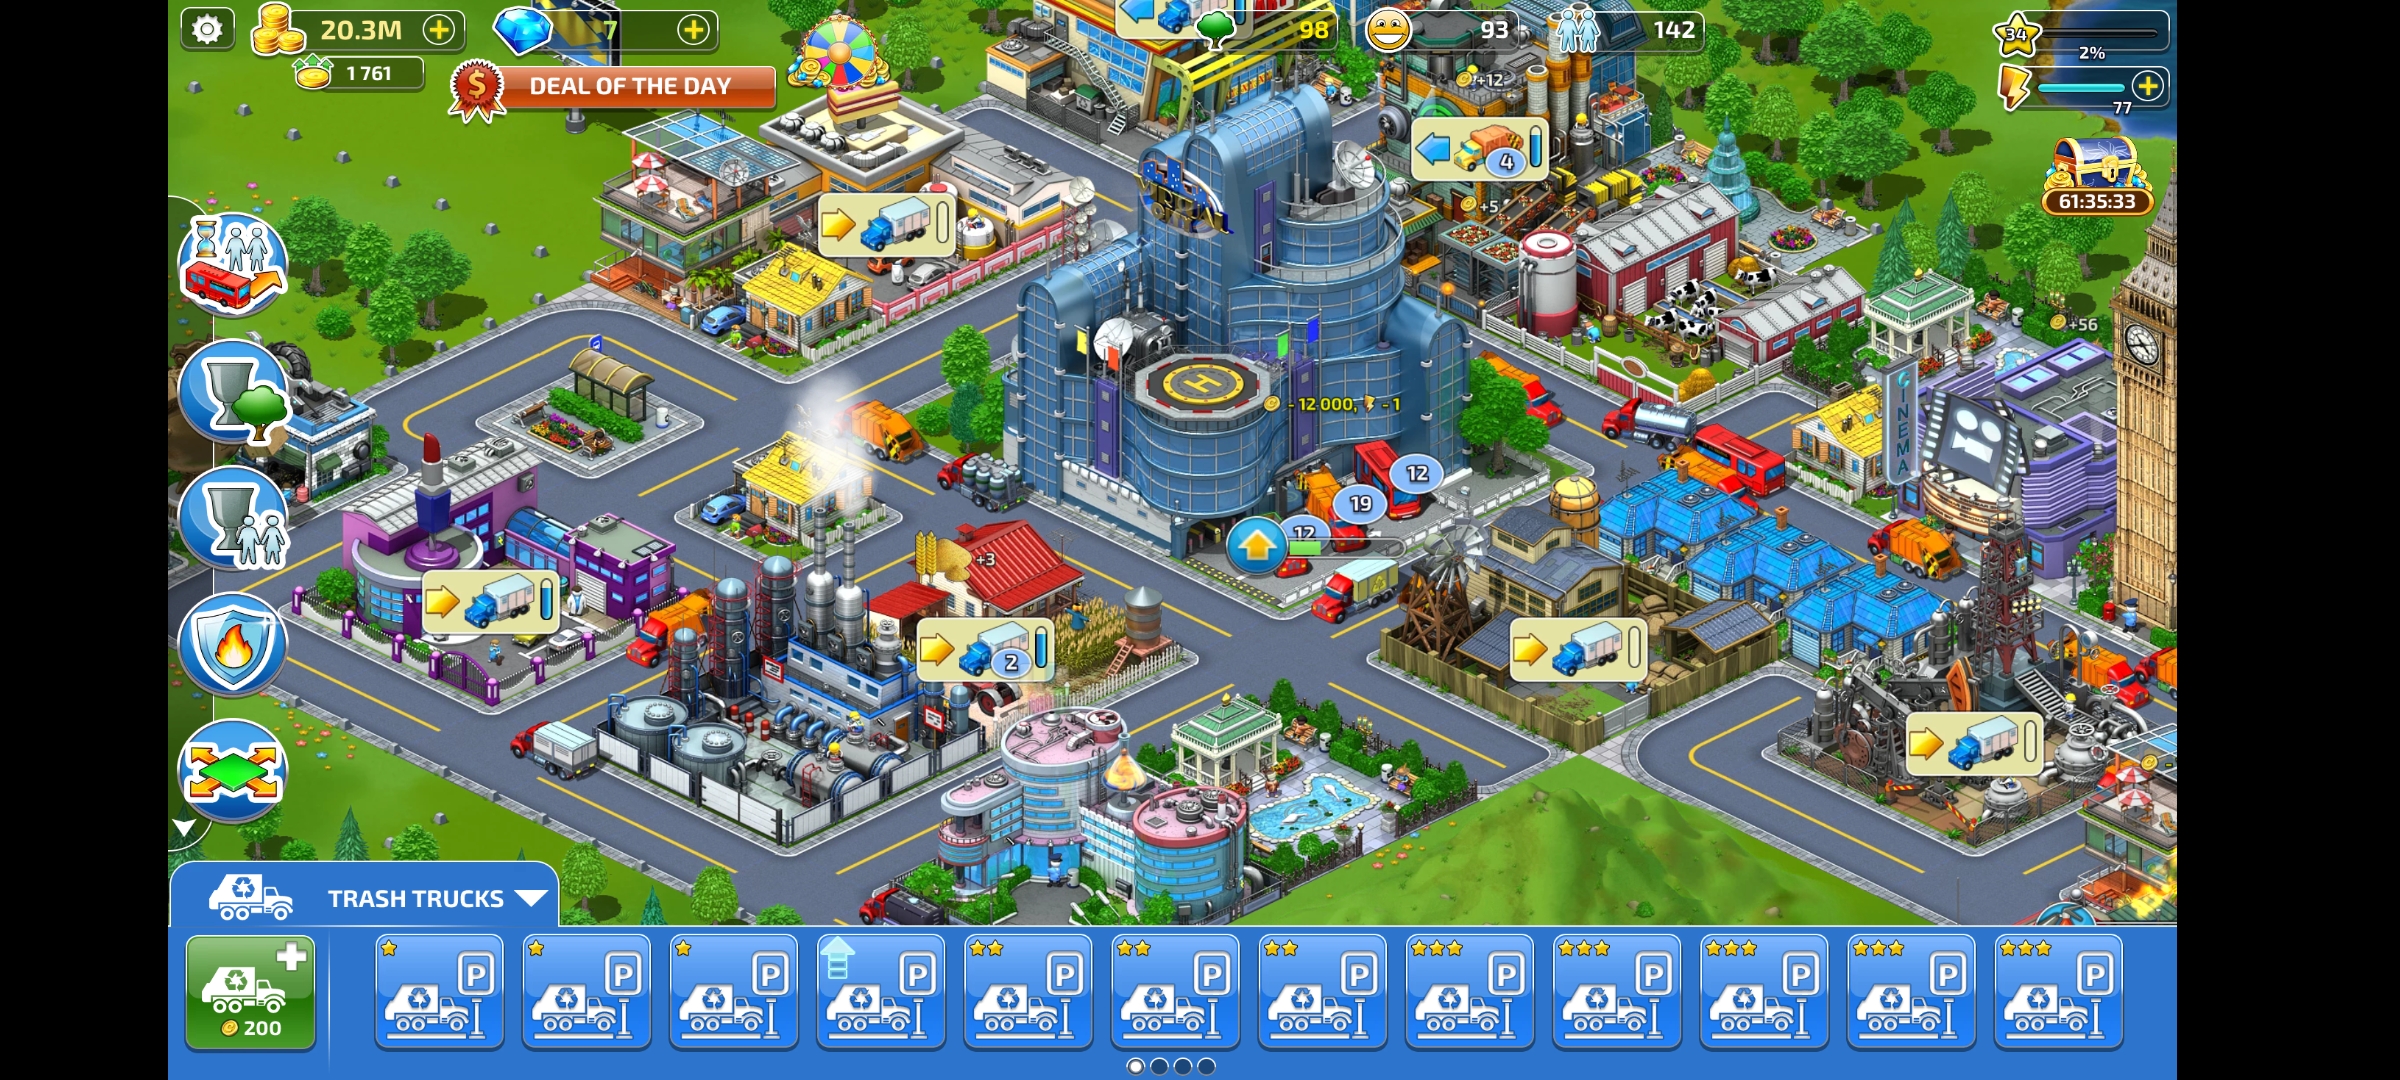 20.3M
7
98
93
142
34
2%
1 761
DEAL OF THE DAY
77
+12
4
+5
61:35:33
+56
- 12 000, - 1
12
19
12
+3
2
CINEMA
H
TRASH TRUCKS
200
P
P
P
P
P
P
P
P
P
P
P
P